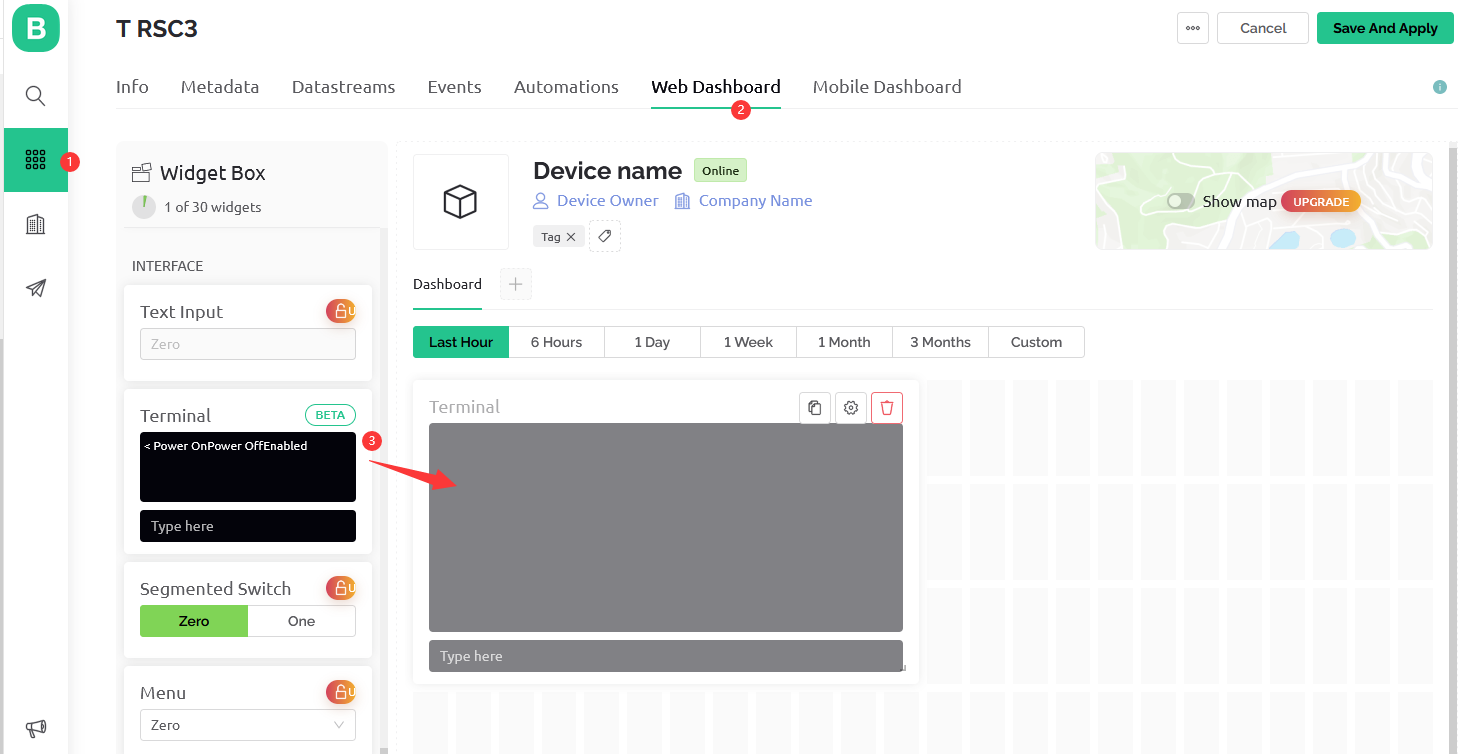 B
T RSC3
Cancel
Save And Apply
Info
Metadata
Datastreams
Events
Automations
Web Dashboard
Mobile Dashboard
2
1
Widget Box
1 of 30 widgets
INTERFACE
Text Input
U
Zero
Terminal
BETA
< Power OnPower OffEnabled
3
Type here
Segmented Switch
U
Zero
One
Menu
U
Zero
Device name
Online
Device Owner
Company Name
Tag
Show map
UPGRADE
Dashboard
Last Hour
6 Hours
1 Day
1 Week
1 Month
3 Months
Custom
Terminal
Type here